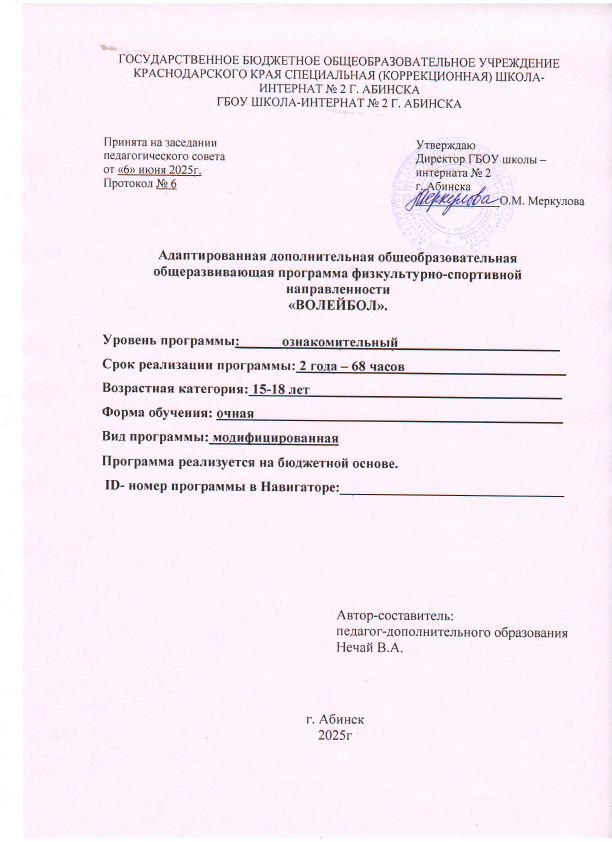 ГОСУДАРСТВЕННОЕ БЮДЖЕТНОЕ ОБЩЕОБРАЗОВАТЕЛЬНОЕ УЧРЕЖДЕНИЕ
КРАСНОДАРСКОГО КРАЯ СПЕЦИАЛЬНАЯ (КОРРЕКЦИОННАЯ) ШКОЛА-
ИНТЕРНАТ № 2 Г. АБИНСКА
ГБОУ ШКОЛА-ИНТЕРНАТ № 2 Г. АБИНСКА
Принята на заседании
педагогического совета
от «6» июня 2025г.
Протокол № 6
Утверждаю
Директор ГБОУ школы –
интерната № 2
г. Абинска
Меркулова О.М. Меркулова
Адаптированная дополнительная общеобразовательная
общеразвивающая программа физкультурно-спортивной
направленности
«ВОЛЕЙБОЛ».
Уровень программы: ознакомительный
Срок реализации программы: 2 года – 68 часов
Возрастная категория: 15-18 лет
Форма обучения: очная
Вид программы: модифицированная
Программа реализуется на бюджетной основе.
ID- номер программы в Навигаторе:
Автор-составитель:
педагог-дополнительного образования
Нечай В.А.
г. Абинск
2025г